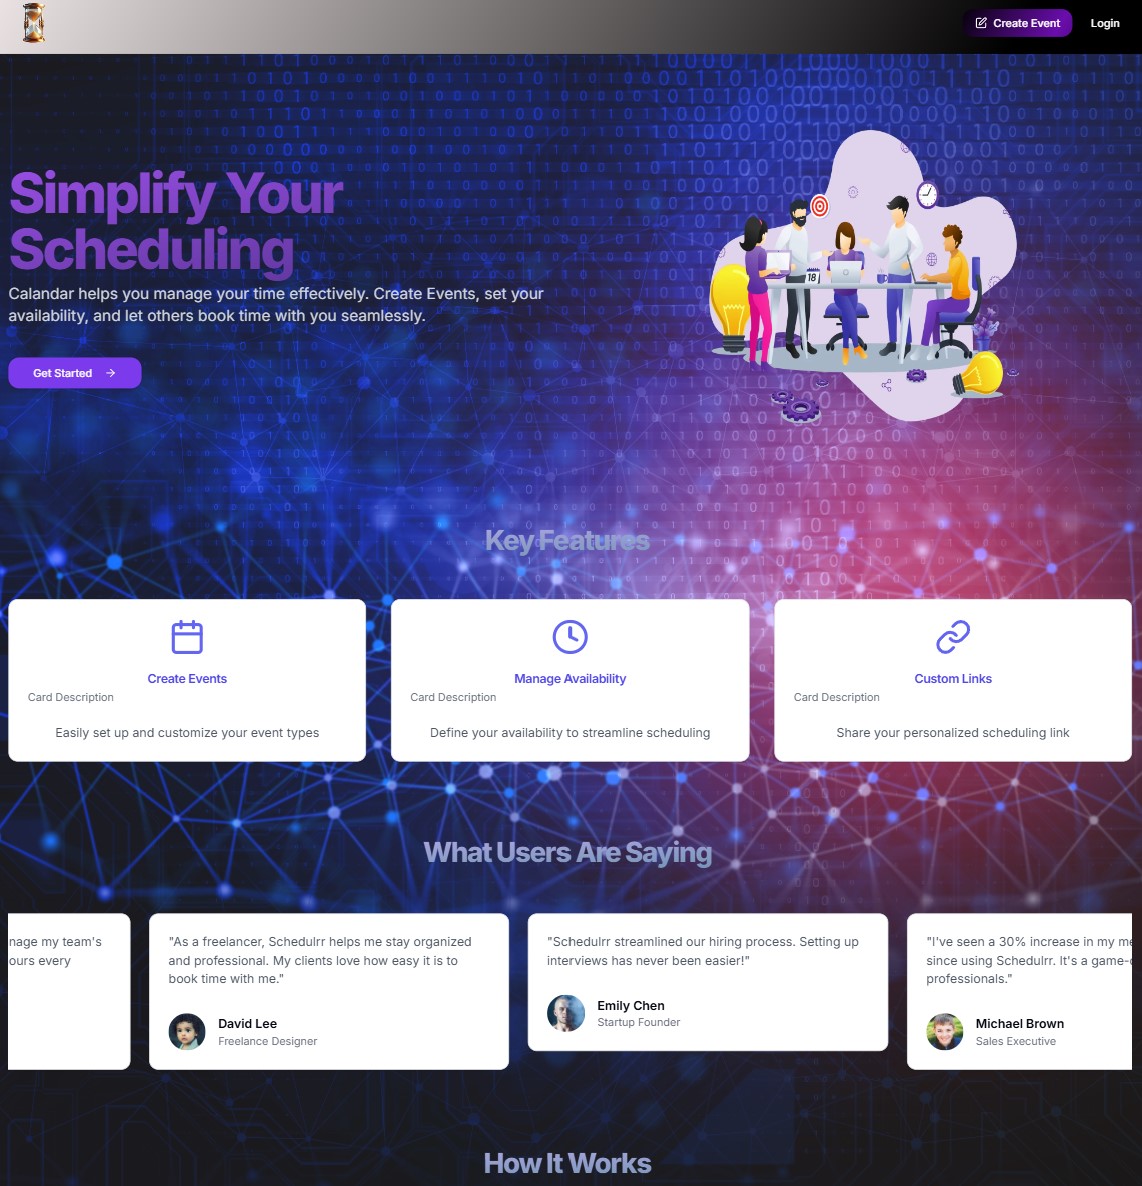 Create Event
Login
Simplify Your
Scheduling
Calandar helps you manage your time effectively. Create Events, set your
availability, and let others book time with you seamlessly.
18
Get Started
Key Features
Create Events
Card Description
Easily set up and customize your event types
Manage Availability
Card Description
Define your availability to streamline scheduling
Custom Links
Card Description
Share your personalized scheduling link
What Users Are Saying
nage my team's
ours every
"As a freelancer, Schedulrr helps me stay organized
and professional. My clients love how easy it is to
book time with me."
David Lee
Freelance Designer
"Schedulrr streamlined our hiring process. Setting up
interviews has never been easier!"
Emily Chen
Startup Founder
"I've seen a 30% increase in my me
since using Schedulrr. It's a game-
professionals."
Michael Brown
Sales Executive
How It Works